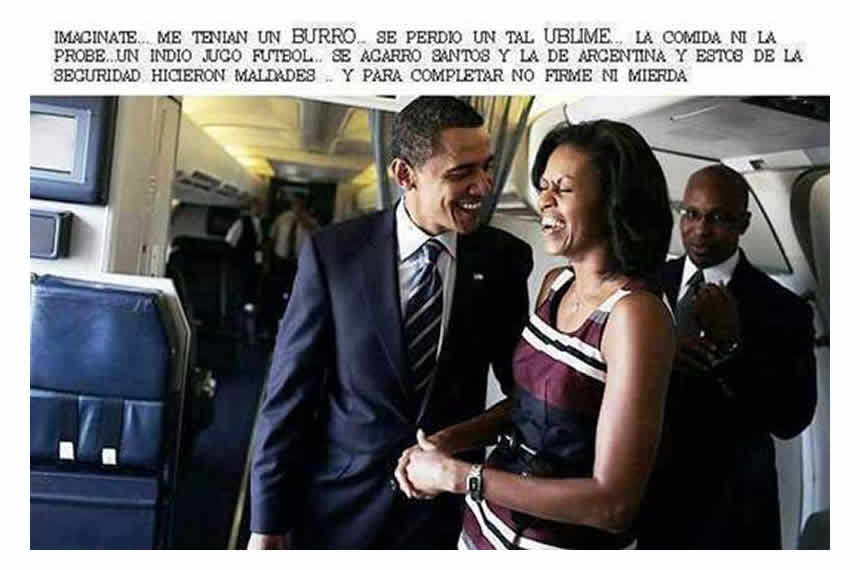 IMAGINATE... ME TENIAN UN BURRO... SE PERDIO UN TAL UBLIME... LA COMIDA NI LA
PROBE...UN INDIO JUGO FUTBOL... SE AGARRO SANTOS Y LA DE ARGENTINA Y ESTOS DE LA
SEGURIDAD HICIERON MALDADES ... Y PARA COMPLETAR NO FIRME NI MIERDA